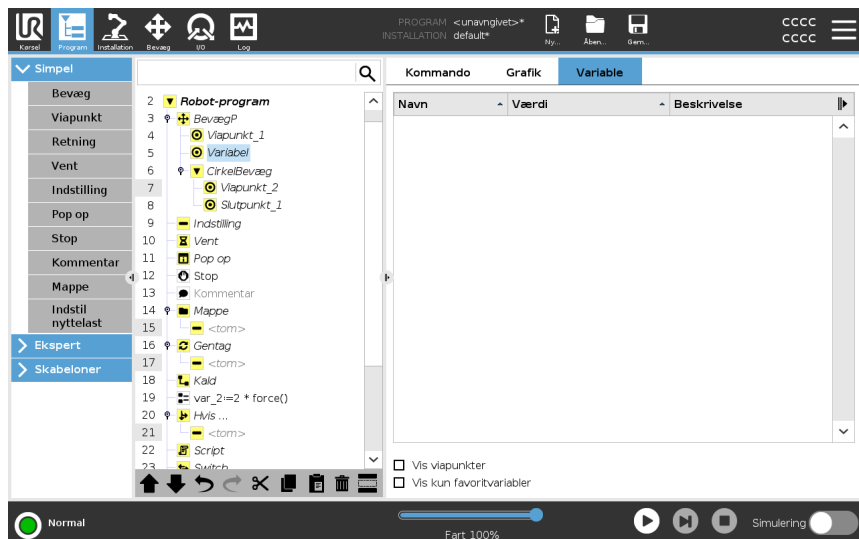 PROGRAM <unavngivet>*
INSTALLATION default*
Kørsel Program Installation Bevæg I/O Log Ny... Åben... Gem...
CCCC
CCCC
Simpel
Bevæg
Viapunkt
Retning
Vent
Indstilling
Pop op
Stop
Kommentar
Mappe
Indstil
nyttelast
Ekspert
Skabeloner
2 Robot-program
3 BevægP
4 Viapunkt_1
5 Variabel
6 CirkelBevæg
7 Viapunkt_2
8 Slutpunkt_1
9 Indstilling
10 Vent
11 Pop op
12 Stop
13 Kommentar
14 Mappe
15 <tom>
16 Gentag
17 <tom>
18 Kald
19 var_2:=2 * force()
20 Hvis ...
21 <tom>
22 Script
23 Switch
Kommando Grafik Variable
Navn Værdi Beskrivelse
Vis viapunkter
Vis kun favoritvariabler
Normal
Fart 100%
Simulering